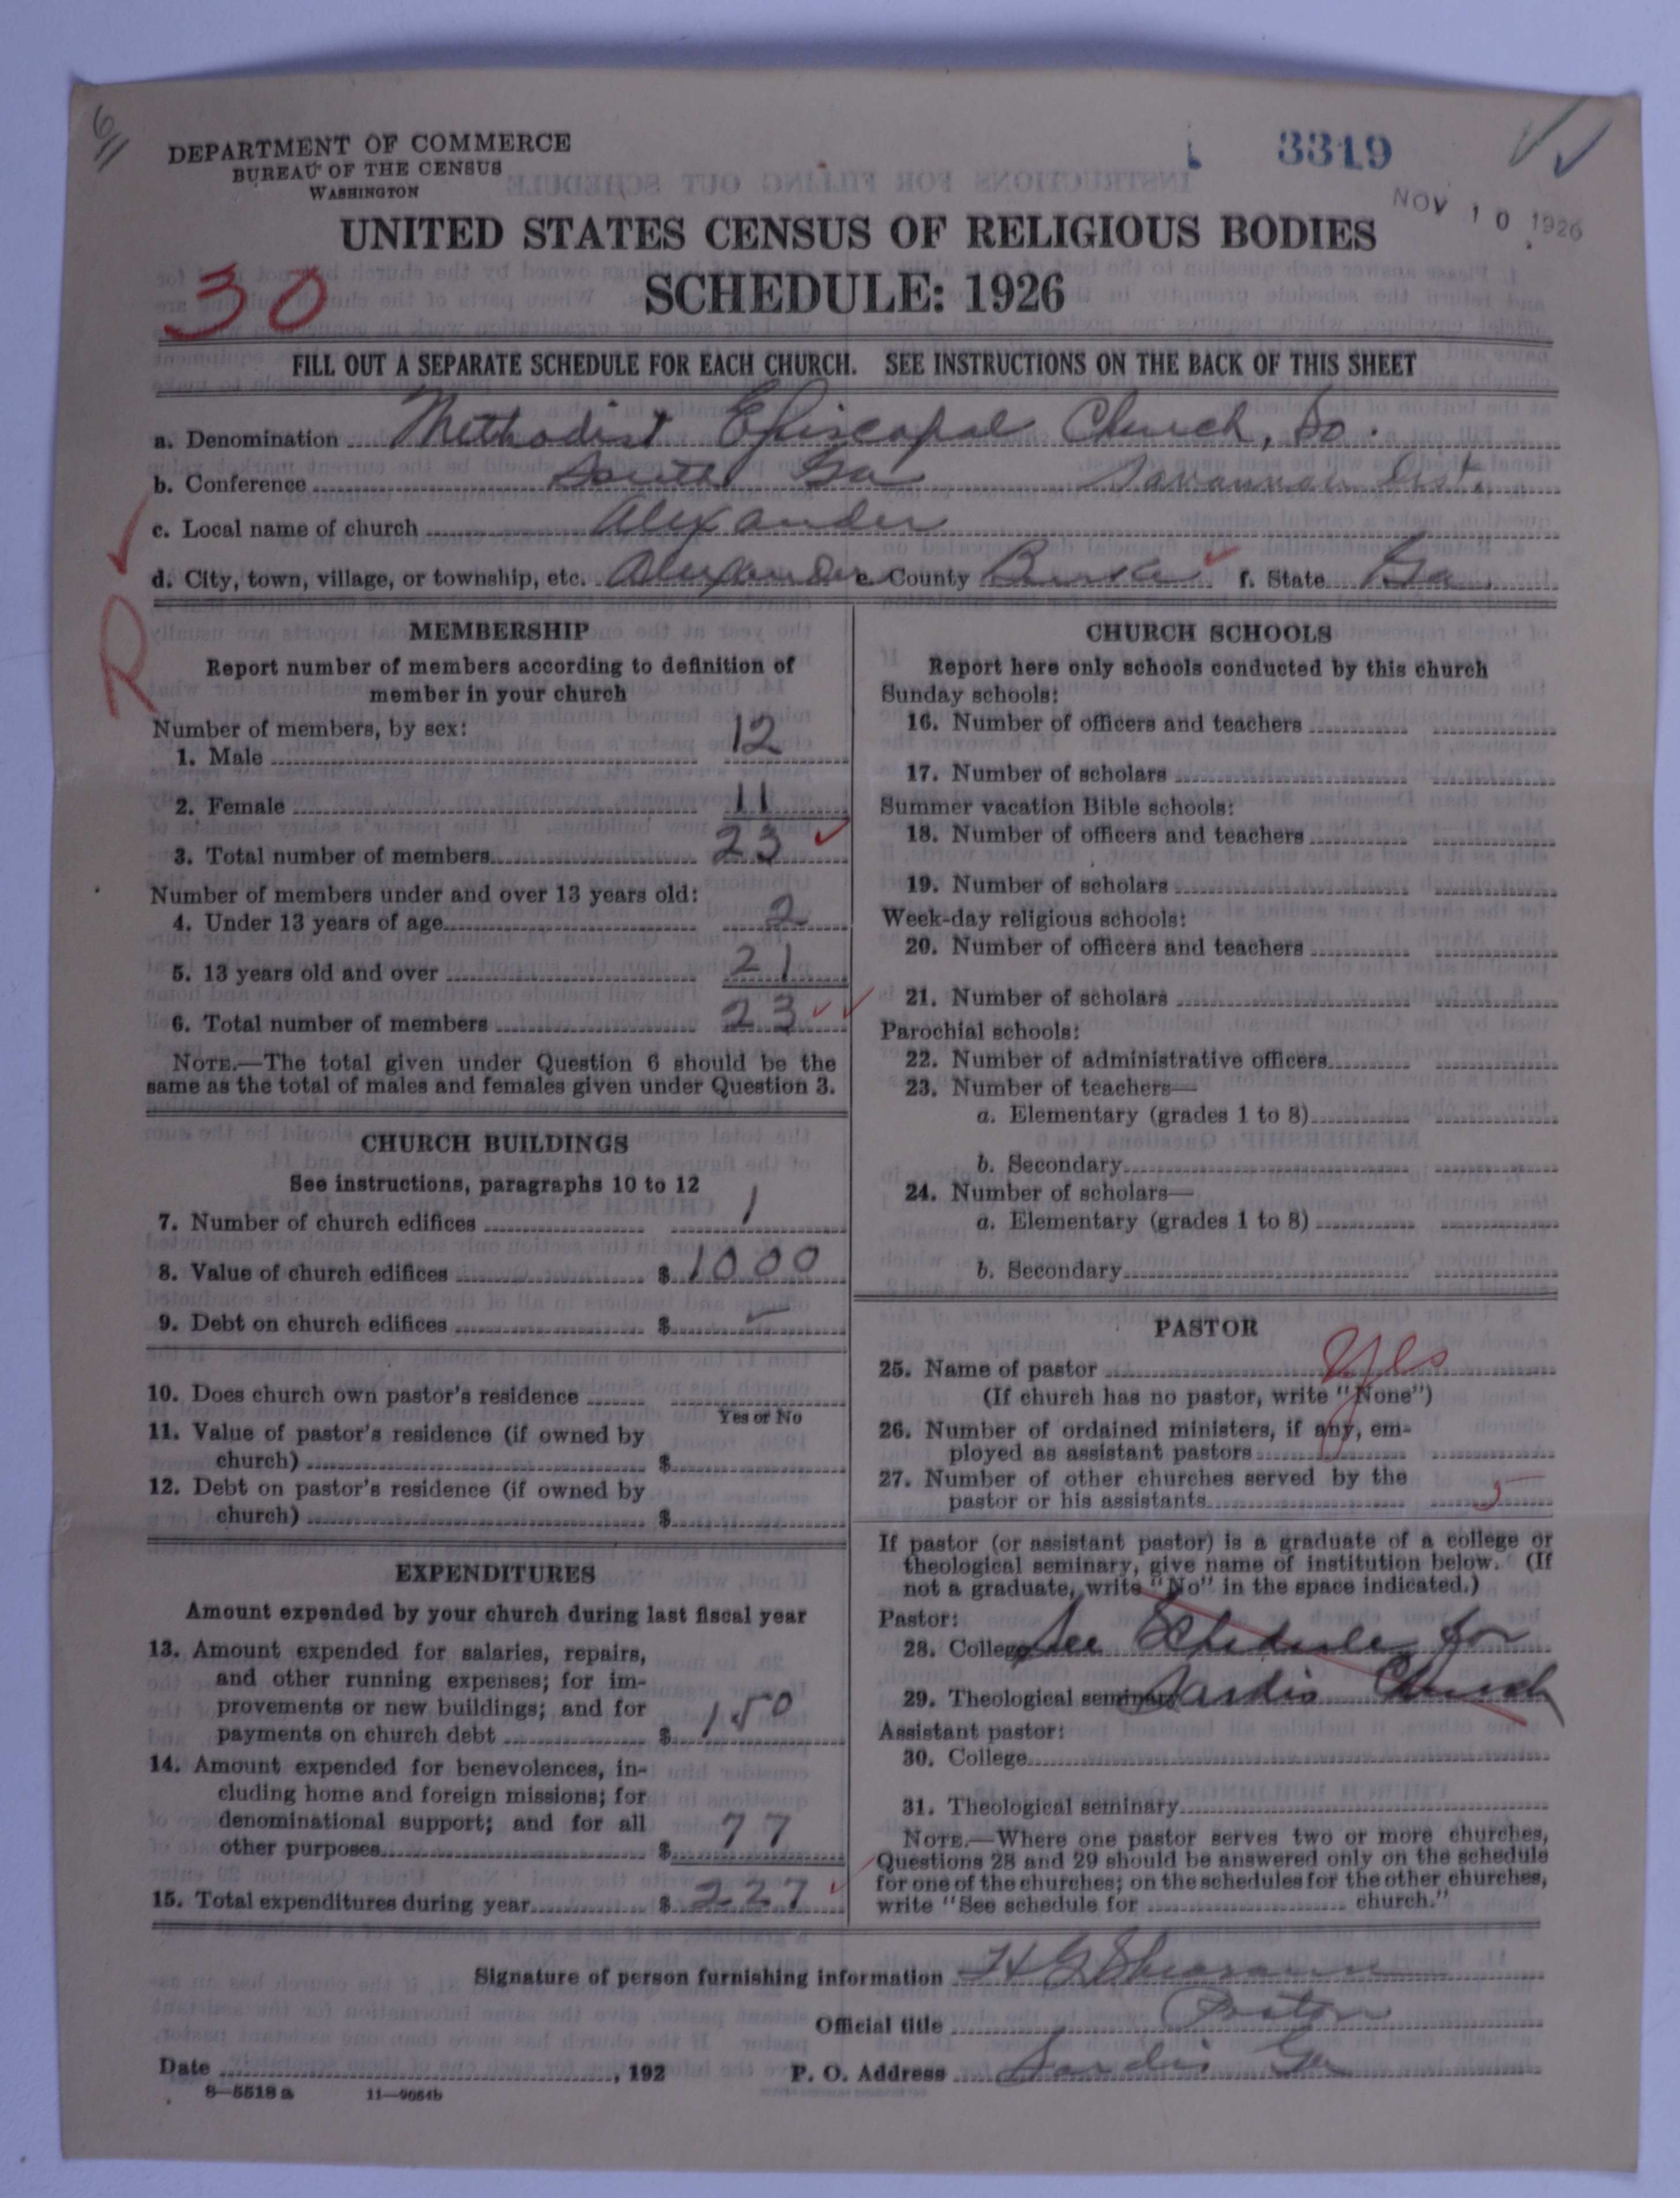 6/11
DEPARTMENT OF COMMERCE
BUREAU OF THE CENSUS
WASHINGTON
3319
NOV 10 1926
UNITED STATES CENSUS OF RELIGIOUS BODIES
SCHEDULE: 1926
30
FILL OUT A SEPARATE SCHEDULE FOR EACH CHURCH. SEE INSTRUCTIONS ON THE BACK OF THIS SHEET
a. Denomination Methodist Episcopal Church, So.
b. Conference South Ga Savannah Dist.
c. Local name of church Alexander
d. City, town, village, or township, etc. Alexander e. County Burke f. State Ga.
R
MEMBERSHIP
Report number of members according to definition of
member in your church
Number of members, by sex:
1. Male 12
2. Female 11
3. Total number of members 23
Number of members under and over 13 years old:
4. Under 13 years of age 2
5. 13 years old and over 21
6. Total number of members 23
NOTE.—The total given under Question 6 should be the
same as the total of males and females given under Question 3.
CHURCH BUILDINGS
See instructions, paragraphs 10 to 12
7. Number of church edifices 1
8. Value of church edifices $ 1000
9. Debt on church edifices $ —
10. Does church own pastor's residence
Yes or No
11. Value of pastor's residence (if owned by
church) $
12. Debt on pastor's residence (if owned by
church) $
EXPENDITURES
Amount expended by your church during last fiscal year
13. Amount expended for salaries, repairs,
and other running expenses; for im-
provements or new buildings; and for
payments on church debt $ 150
14. Amount expended for benevolences, in-
cluding home and foreign missions; for
denominational support; and for all
other purposes $ 77
15. Total expenditures during year $ 227
CHURCH SCHOOLS
Report here only schools conducted by this church
Sunday schools:
16. Number of officers and teachers
17. Number of scholars
Summer vacation Bible schools:
18. Number of officers and teachers
19. Number of scholars
Week-day religious schools:
20. Number of officers and teachers
21. Number of scholars
Parochial schools:
22. Number of administrative officers
23. Number of teachers—
a. Elementary (grades 1 to 8)
b. Secondary
24. Number of scholars—
a. Elementary (grades 1 to 8)
b. Secondary
PASTOR
25. Name of pastor Yes
(If church has no pastor, write "None")
26. Number of ordained ministers, if any, em-
ployed as assistant pastors
27. Number of other churches served by the
pastor or his assistants 5
If pastor (or assistant pastor) is a graduate of a college or
theological seminary, give name of institution below. (If
not a graduate, write "No" in the space indicated.)
Pastor:
28. College See Schedule for
29. Theological seminary Sardis Church
Assistant pastor:
30. College
31. Theological seminary
NOTE.—Where one pastor serves two or more churches,
Questions 28 and 29 should be answered only on the schedule
for one of the churches; on the schedules for the other churches,
write "See schedule for church."
Signature of person furnishing information H G Shearouse
Official title Pastor
Date , 192 P. O. Address Sardis Ga
8—5518 a 11—9054b